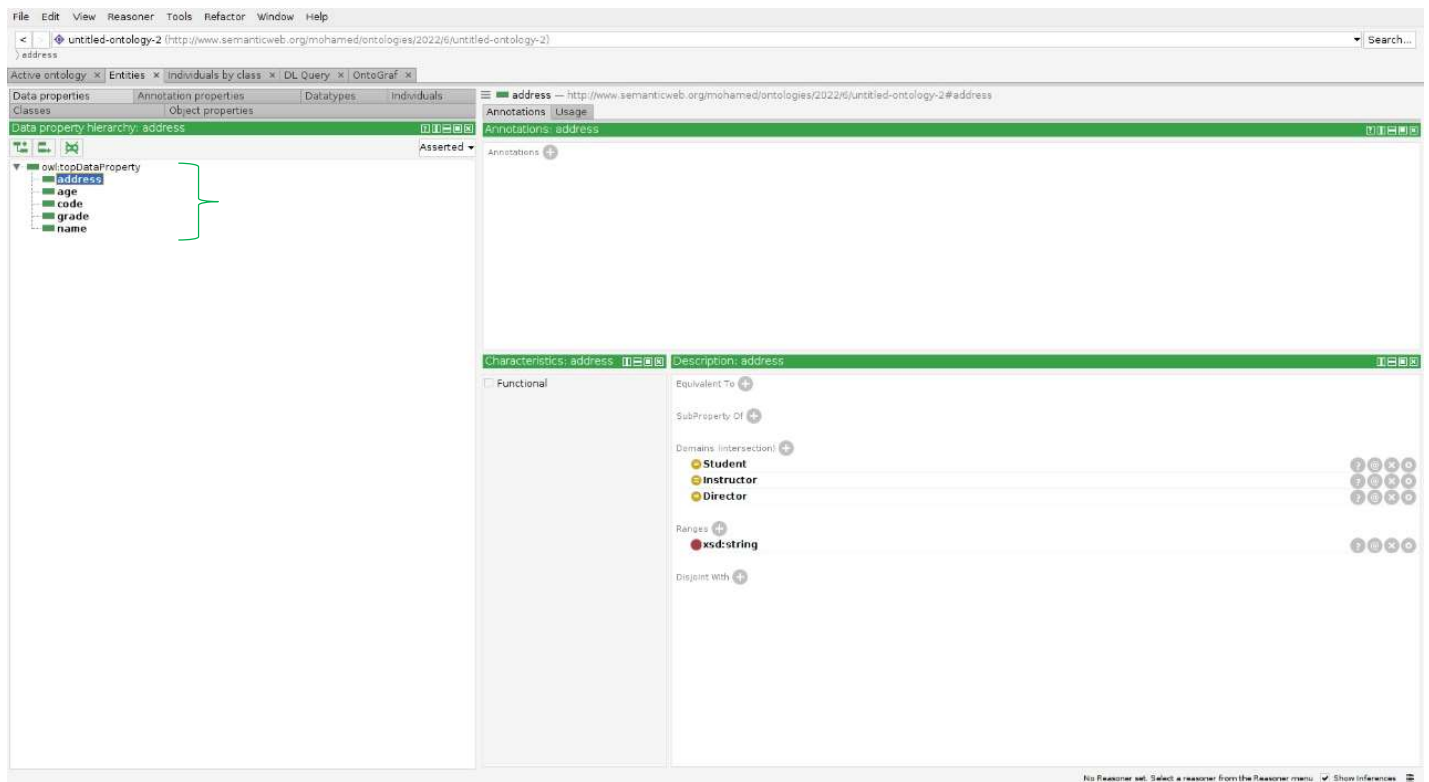 File Edit View Reasoner Tools Refactor Window Help
< > untitled-ontology-2 (http://www.semanticweb.org/mohamed/ontologies/2022/6/untitled-ontology-2) Search...
address
Active ontology × Entities × Individuals by class × DL Query × OntoGraf ×
Data properties Annotation properties Datatypes Individuals
Classes Object properties
Data property hierarchy: address
Asserted
owl:topDataProperty
address
age
code
grade
name
address — http://www.semanticweb.org/mohamed/ontologies/2022/6/untitled-ontology-2#address
Annotations Usage
Annotations: address
Annotations
Characteristics: address
Functional
Description: address
Equivalent To
SubProperty Of
Domains (intersection)
Student
Instructor
Director
Ranges
xsd:string
Disjoint With
No Reasoner set. Select a reasoner from the Reasoner menu Show Inferences